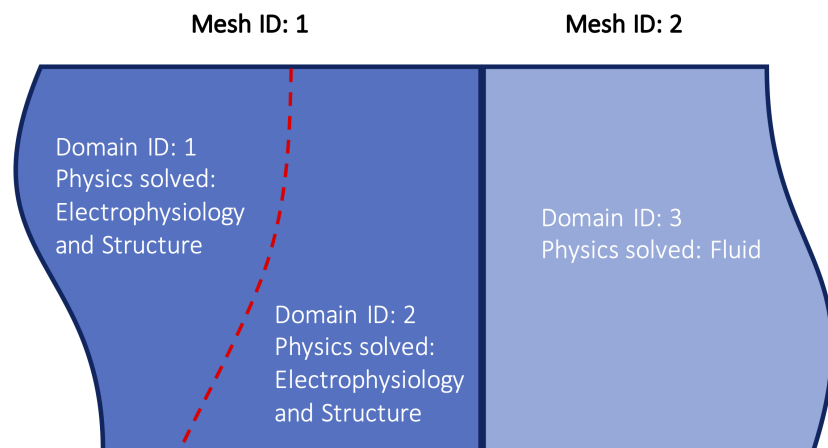 Mesh ID: 1
Mesh ID: 2
Domain ID: 1
Physics solved:
Electrophysiology
and Structure
Domain ID: 2
Physics solved:
Electrophysiology
and Structure
Domain ID: 3
Physics solved: Fluid